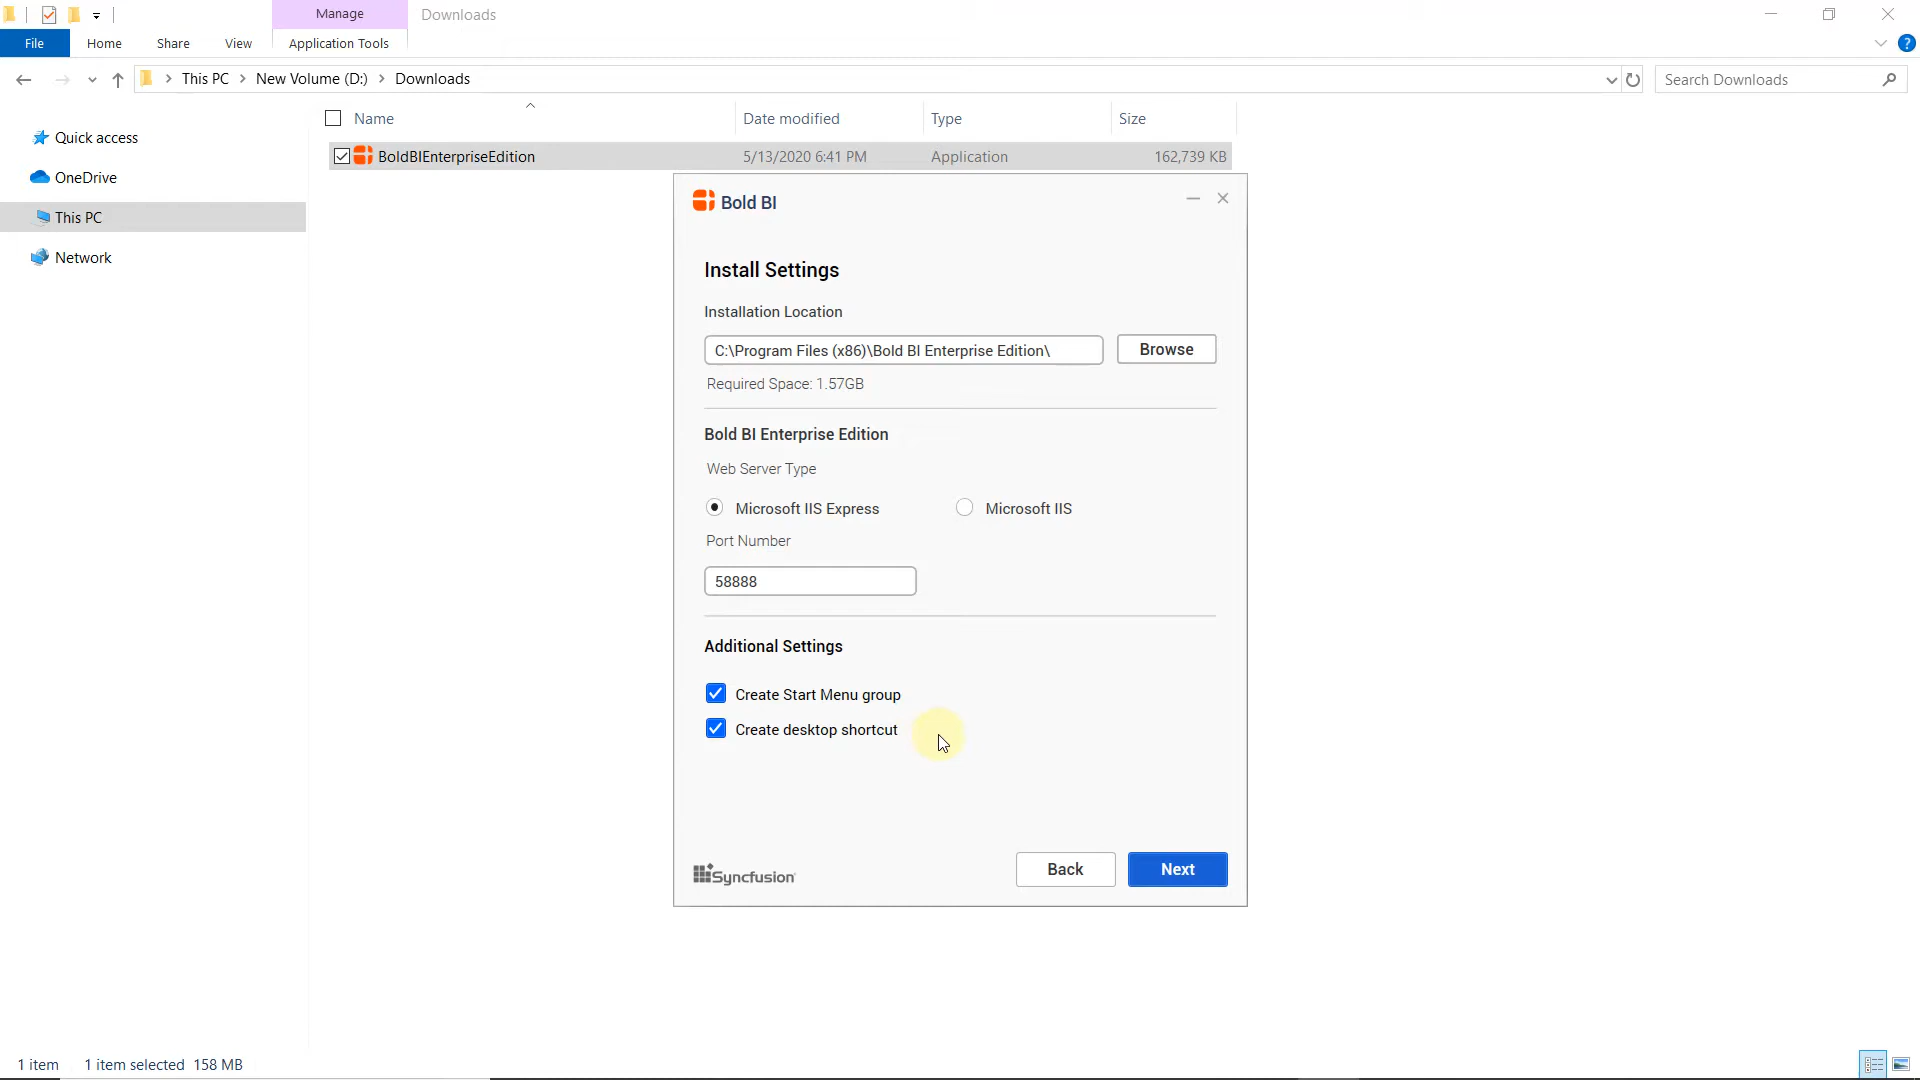 Manage
Downloads
File
Home
Share
View
Application Tools
?
This PC
New Volume (D:)
Downloads
Search Downloads
Name
Date modified
Type
Size
Quick access
OneDrive
This PC
Network
BoldBIEnterpriseEdition
5/13/2020 6:41 PM
Application
162,739 KB
Bold BI
Install Settings
Installation Location
C:\Program Files (x86)\Bold BI Enterprise Edition\
Browse
Required Space: 1.57GB
Bold BI Enterprise Edition
Web Server Type
Microsoft IIS Express
Microsoft IIS
Port Number
58888
Additional Settings
Create Start Menu group
Create desktop shortcut
Syncfusion
Back
Next
1 item
1 item selected 158 MB